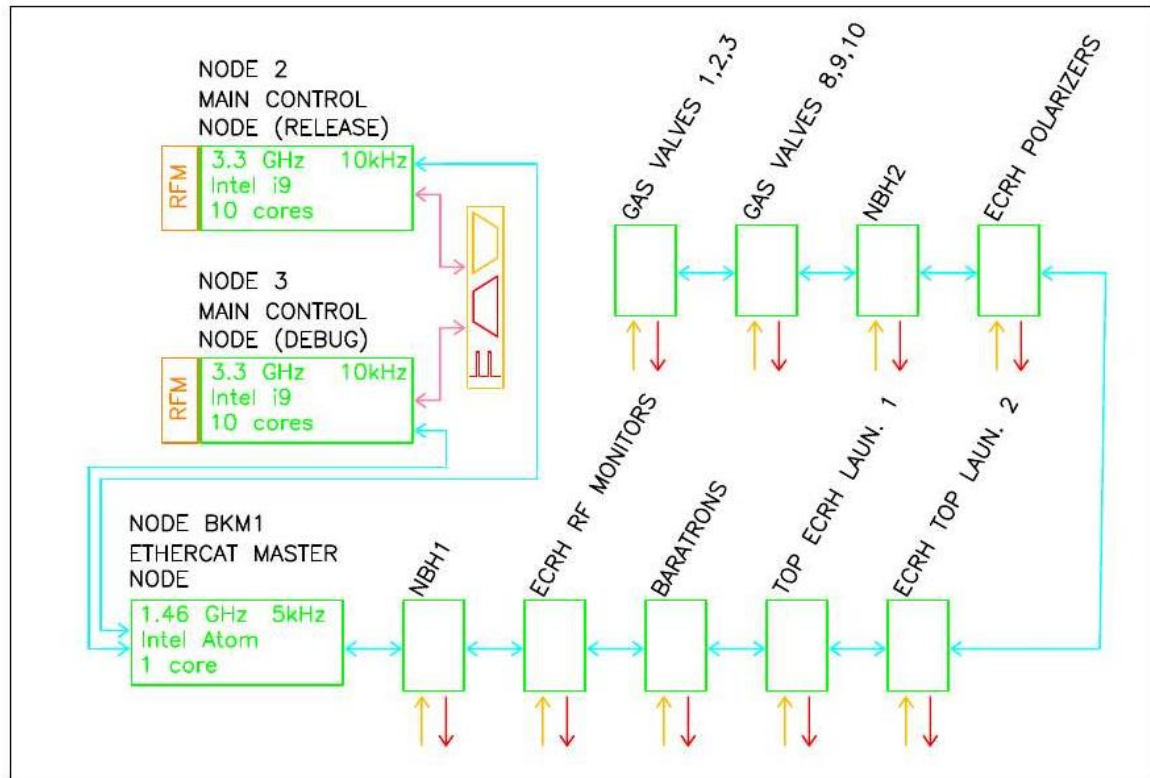 NODE 2
MAIN CONTROL
NODE (RELEASE)
RFM
3.3 GHz 10kHz
Intel i9
10 cores
NODE 3
MAIN CONTROL
NODE (DEBUG)
RFM
3.3 GHz 10kHz
Intel i9
10 cores
GAS VALVES 1,2,3
GAS VALVES 8,9,10
NBH2
ECRH POLARIZERS
NODE BKM1
ETHERCAT MASTER
NODE
1.46 GHz 5kHz
Intel Atom
1 core
NBH1
ECRH RF MONITORS
BARATRONS
TOP ECRH LAUN. 1
ECRH TOP LAUN. 2